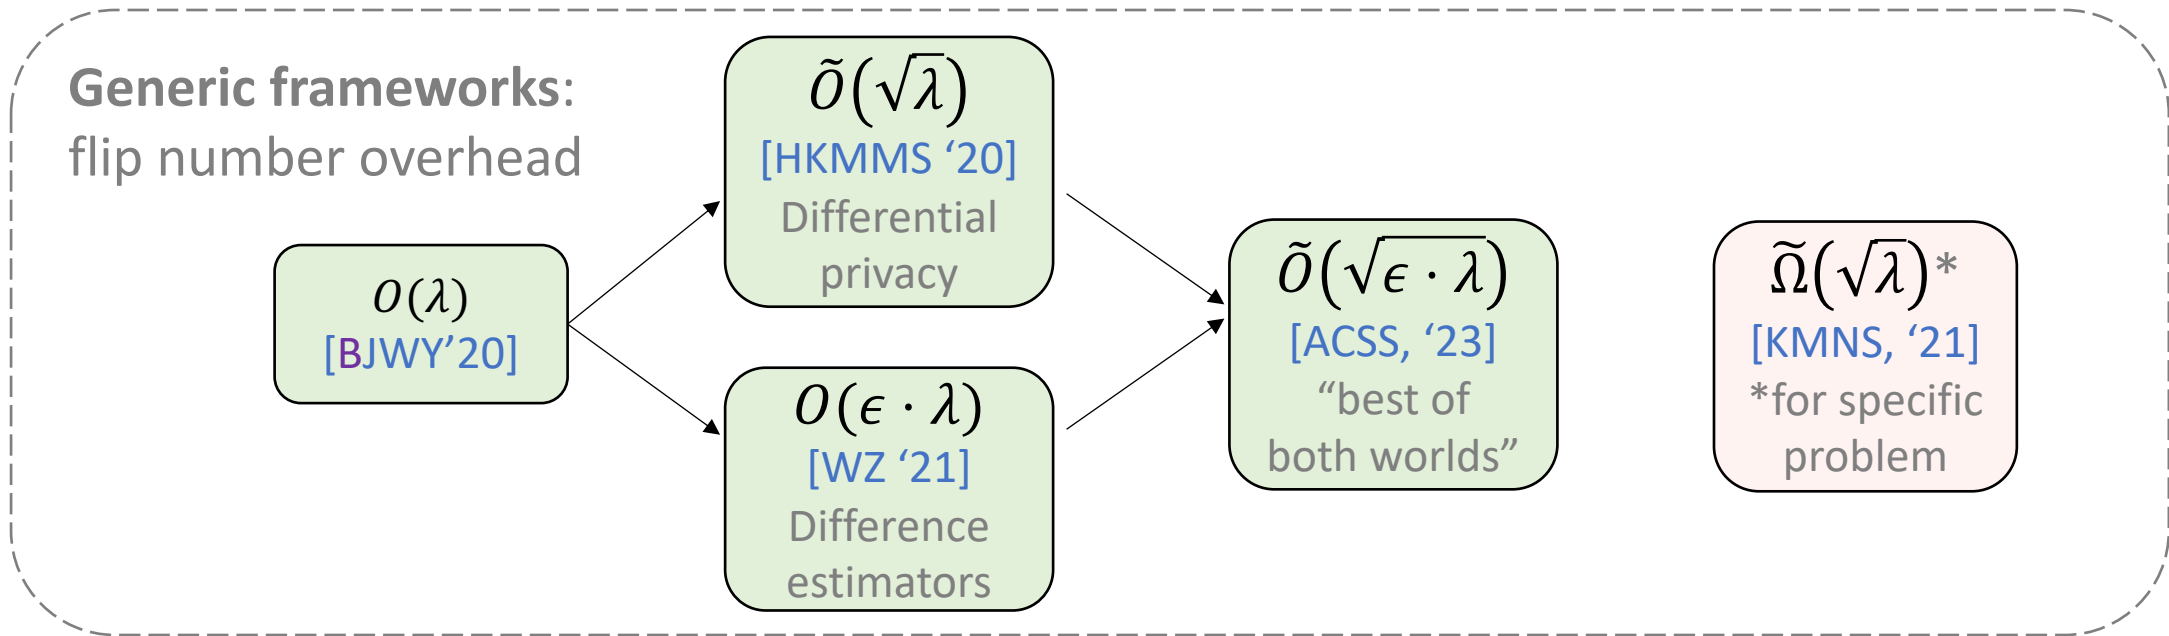 Generic frameworks:
flip number overhead
O(λ)
[BJWY’20]
Õ(√λ)
[HKMMS ‘20]
Differential
privacy
O(ϵ · λ)
[WZ ‘21]
Difference
estimators
Õ(√(ϵ · λ))
[ACSS, ‘23]
“best of
both worlds”
Ω̃(√λ)*
[KMNS, ‘21]
*for specific
problem